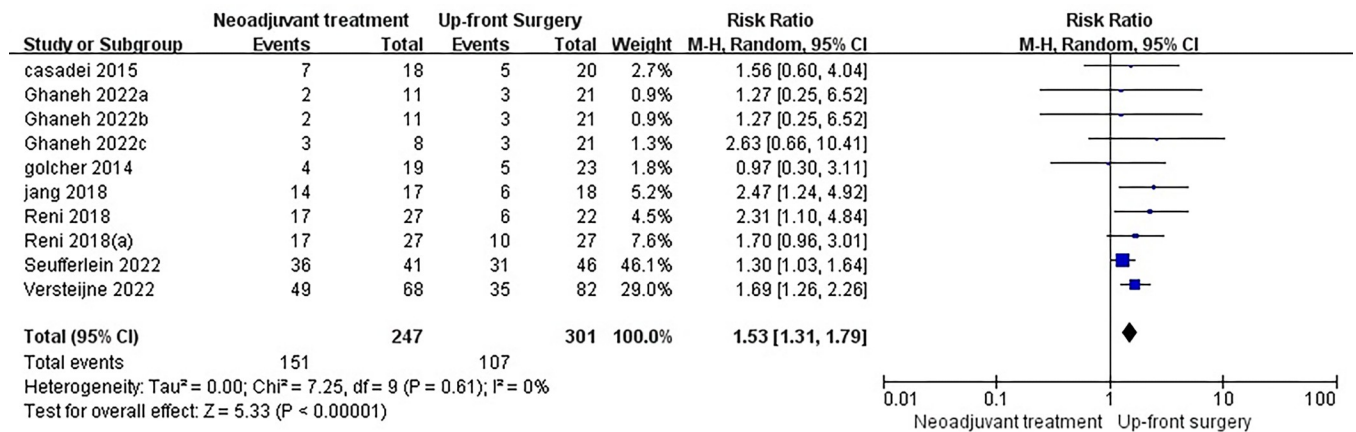 Neoadjuvant treatment Up-front Surgery Risk Ratio Risk Ratio
Study or Subgroup Events Total Events Total Weight M-H, Random, 95% CI M-H, Random, 95% CI
casadei 2015 7 18 5 20 2.7% 1.56 [0.60, 4.04]
Ghaneh 2022a 2 11 3 21 0.9% 1.27 [0.25, 6.52]
Ghaneh 2022b 2 11 3 21 0.9% 1.27 [0.25, 6.52]
Ghaneh 2022c 3 8 3 21 1.3% 2.63 [0.66, 10.41]
golcher 2014 4 19 5 23 1.8% 0.97 [0.30, 3.11]
jang 2018 14 17 6 18 5.2% 2.47 [1.24, 4.92]
Reni 2018 17 27 6 22 4.5% 2.31 [1.10, 4.84]
Reni 2018(a) 17 27 10 27 7.6% 1.70 [0.96, 3.01]
Seufferlein 2022 36 41 31 46 46.1% 1.30 [1.03, 1.64]
Versteijne 2022 49 68 35 82 29.0% 1.69 [1.26, 2.26]
Total (95% CI) 247 301 100.0% 1.53 [1.31, 1.79]
Total events 151 107
Heterogeneity: Tau² = 0.00; Chi² = 7.25, df = 9 (P = 0.61); I² = 0%
Test for overall effect: Z = 5.33 (P < 0.00001)
0.01 0.1 1 10 100
Neoadjuvant treatment Up-front surgery